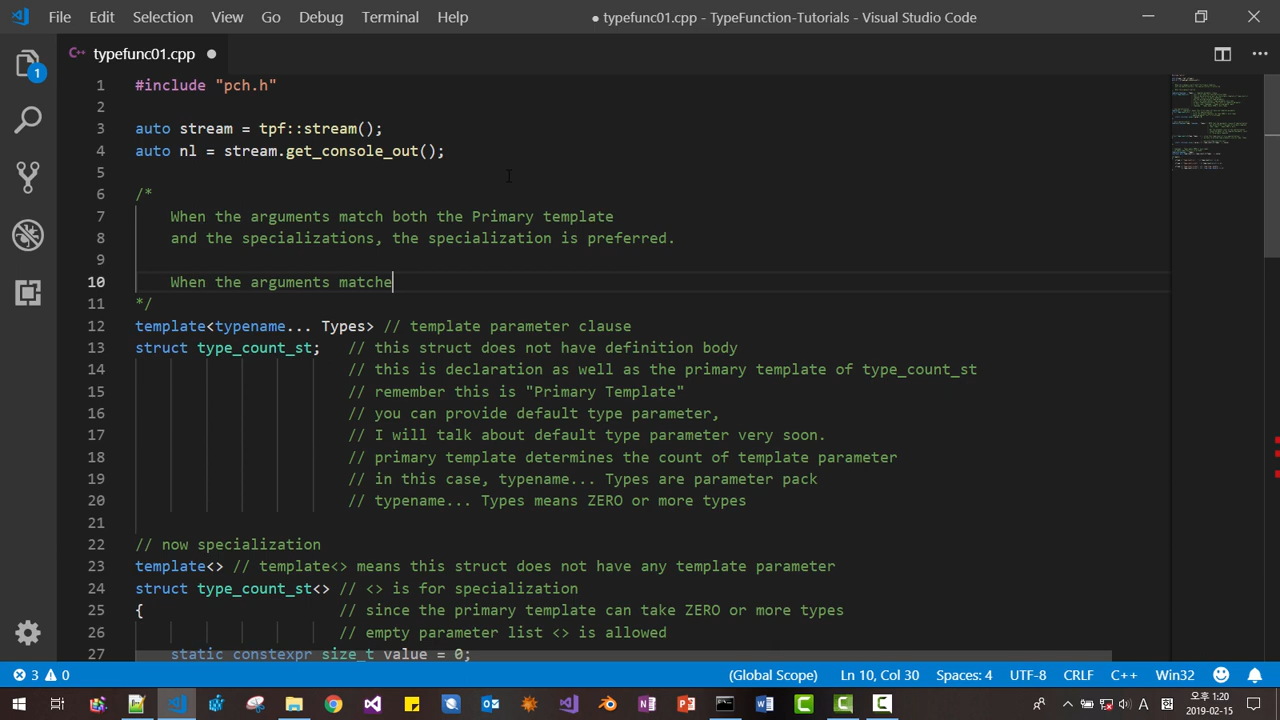 File Edit Selection View Go Debug Terminal Help ● typefunc01.cpp - TypeFunction-Tutorials - Visual Studio Code
1
C++ typefunc01.cpp ●
1 #include "pch.h"
2
3 auto stream = tpf::stream();
4 auto nl = stream.get_console_out();
5
6 /*
7 When the arguments match both the Primary template
8 and the specializations, the specialization is preferred.
9
10 When the arguments matche
11 */
12 template<typename... Types> // template parameter clause
13 struct type_count_st; // this struct does not have definition body
14 // this is declaration as well as the primary template of type_count_st
15 // remember this is "Primary Template"
16 // you can provide default type parameter,
17 // I will talk about default type parameter very soon.
18 // primary template determines the count of template parameter
19 // in this case, typename... Types are parameter pack
20 // typename... Types means ZERO or more types
21
22 // now specialization
23 template<> // template<> means this struct does not have any template parameter
24 struct type_count_st<> // <> is for specialization
25 { // since the primary template can take ZERO or more types
26 // empty parameter list <> is allowed
27 static constexpr size_t value = 0;
3 0 (Global Scope) Ln 10, Col 30 Spaces: 4 UTF-8 CRLF C++ Win32
오후 1:20
2019-02-15